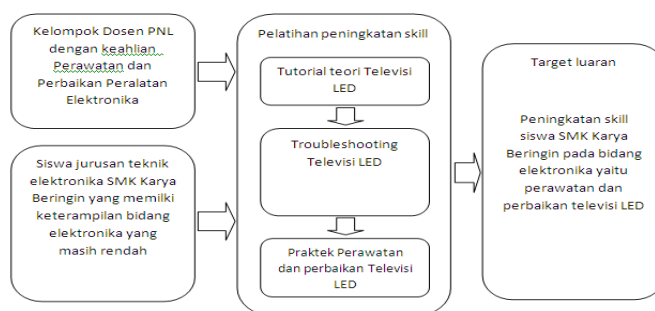 Kelompok Dosen PNL
dengan keahlian
Perawatan dan
Perbaikan Peralatan
Elektronika
Siswa jurusan teknik
elektronika SMK Karya
Beringin yang memilki
keterampilan bidang
elektronika yang
masih rendah
Pelatihan peningkatan skill
Tutorial teori Televisi
LED
Troubleshooting
Televisi LED
Praktek Perawatan
dan perbaikan Televisi
LED
Target luaran
Peningkatan skill
siswa SMK Karya
Beringin pada bidang
elektronika yaitu
perawatan dan
perbaikan televisi LED